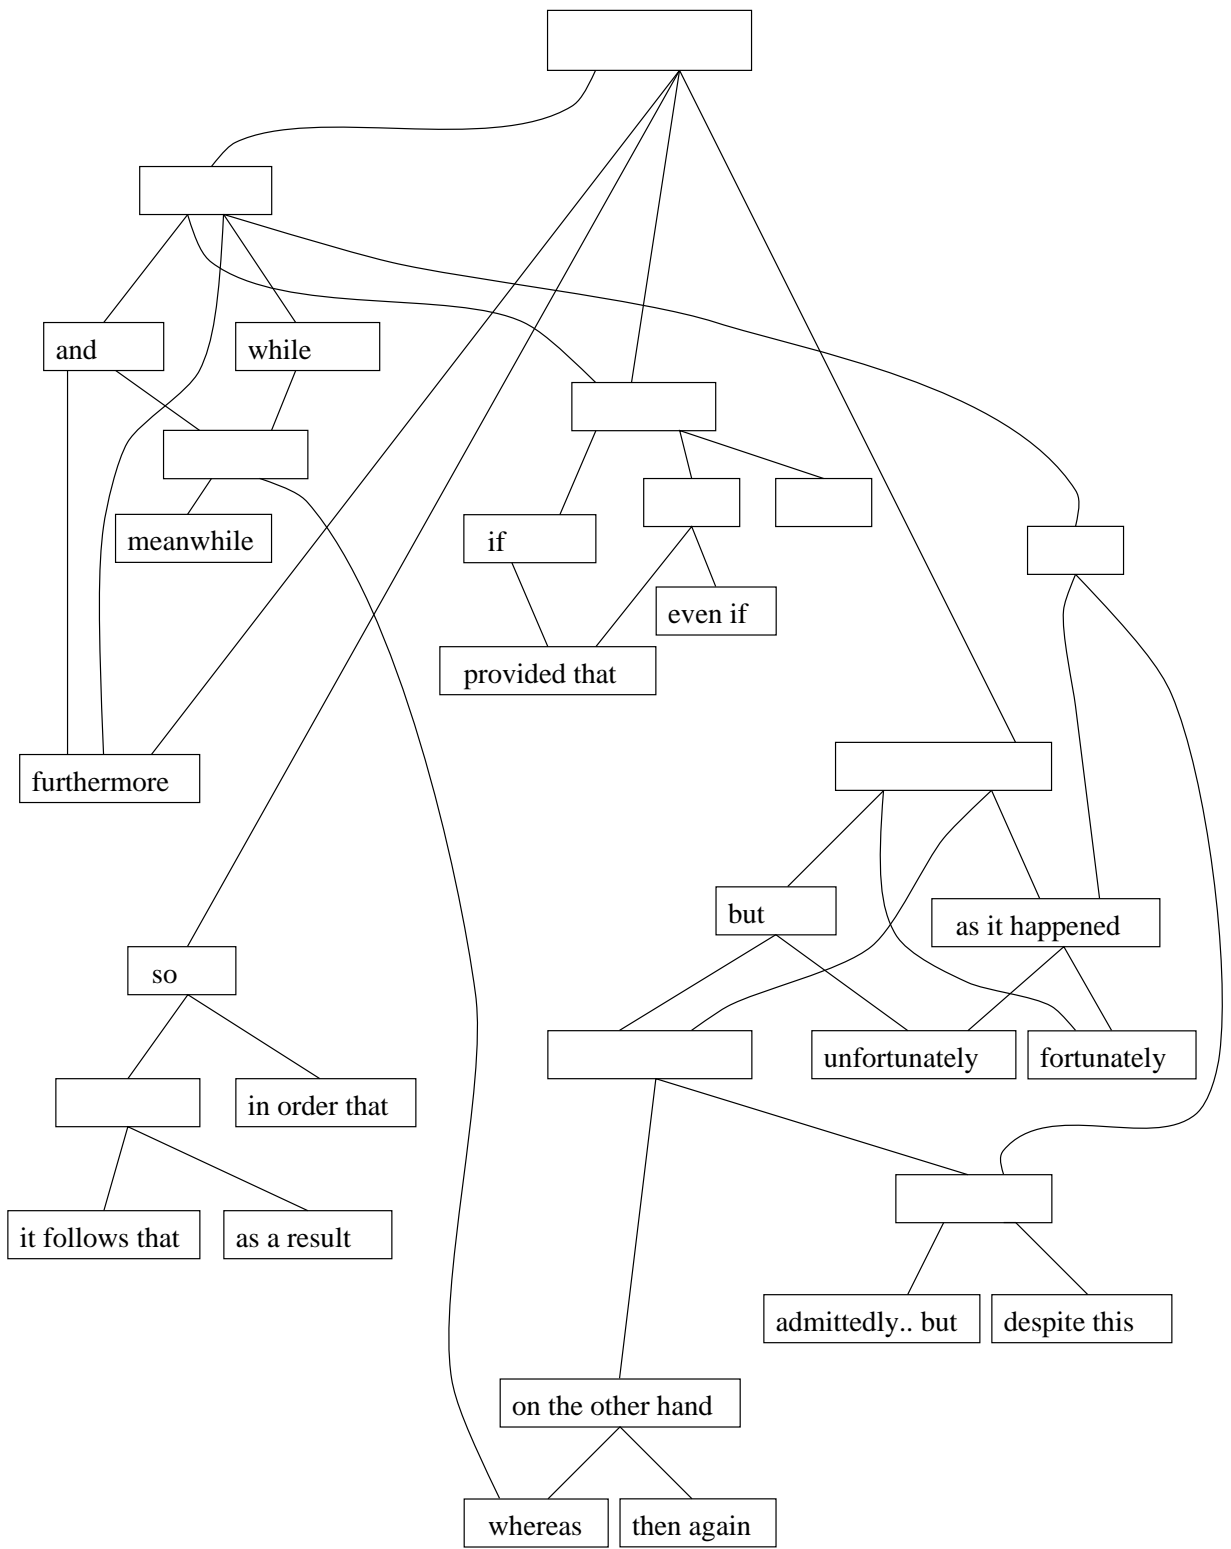 and
while
meanwhile
if
even if
provided that
furthermore
but
as it happened
so
unfortunately
fortunately
in order that
it follows that
as a result
admittedly.. but
despite this
on the other hand
whereas
then again